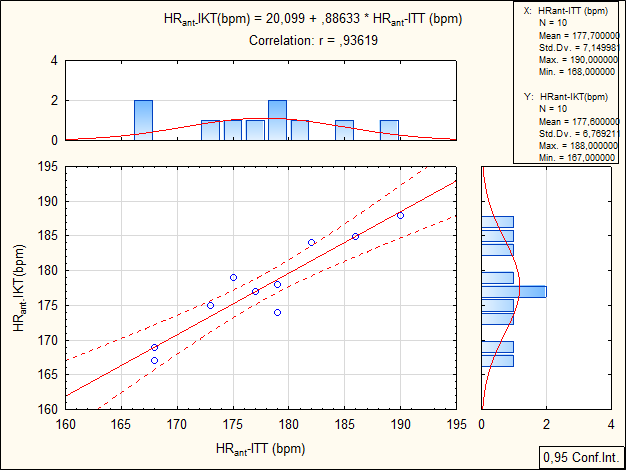 HRant-IKT(bpm) = 20,099 + ,88633 * HRant-ITT (bpm)
Correlation: r = ,93619
X: HRant-ITT (bpm)
N = 10
Mean = 177,700000
Std.Dv. = 7,149981
Max. = 190,000000
Min. = 168,000000
Y: HRant-IKT(bpm)
N = 10
Mean = 177,600000
Std.Dv. = 6,769211
Max. = 188,000000
Min. = 167,000000
4
2
0
195
190
185
180
175
170
165
160
HRant-IKT(bpm)
160 165 170 175 180 185 190 195
HRant-ITT (bpm)
0 2 4
0,95 Conf.Int.